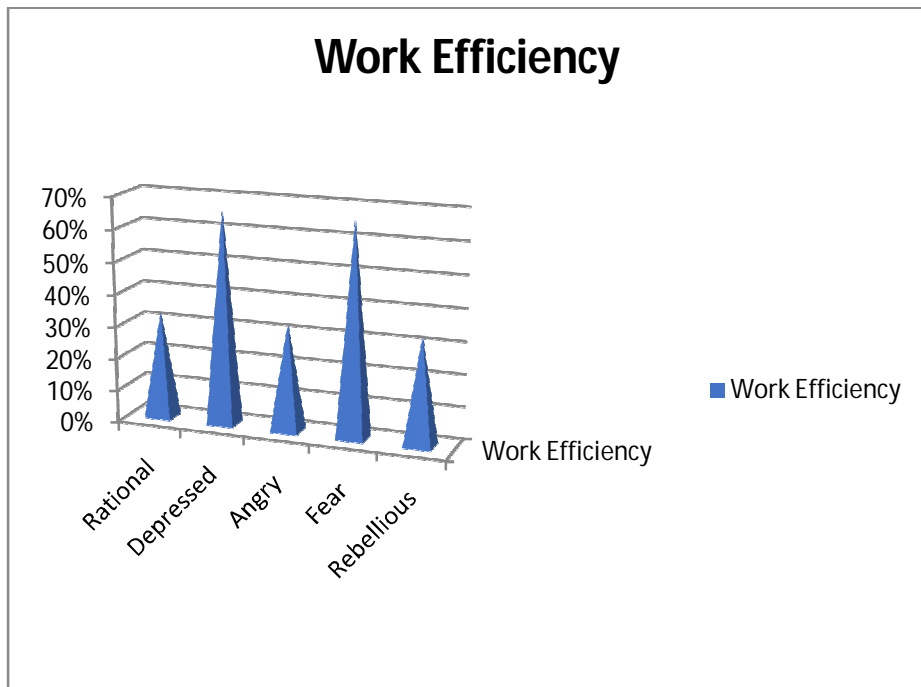 Work Efficiency
70%
60%
50%
40%
30%
20%
10%
0%
Rational
Depressed
Angry
Fear
Rebellious
Work Efficiency
Work Efficiency